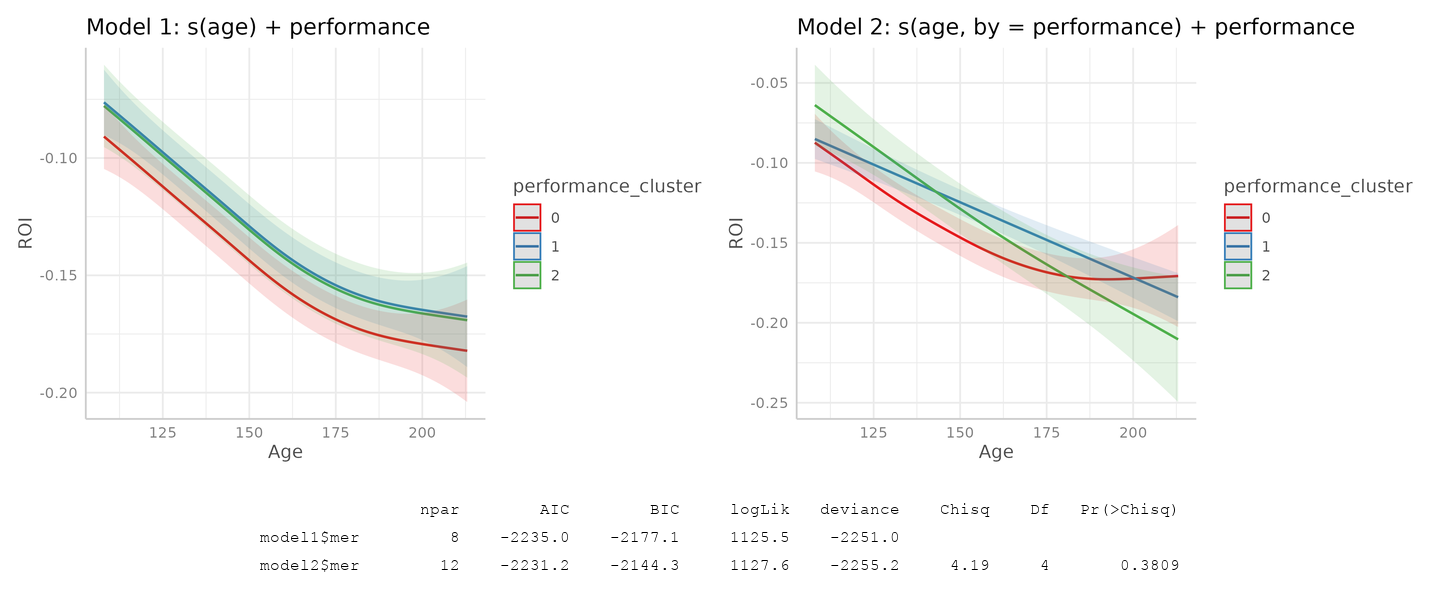 Model 1: s(age) + performance
-0.10
-0.15
-0.20
ROI
125 150 175 200
Age
performance_cluster
0
1
2
Model 2: s(age, by = performance) + performance
-0.05
-0.10
-0.15
-0.20
-0.25
ROI
125 150 175 200
Age
performance_cluster
0
1
2
npar AIC BIC logLik deviance Chisq Df Pr(>Chisq)
model1$mer 8 -2235.0 -2177.1 1125.5 -2251.0
model2$mer 12 -2231.2 -2144.3 1127.6 -2255.2 4.19 4 0.3809